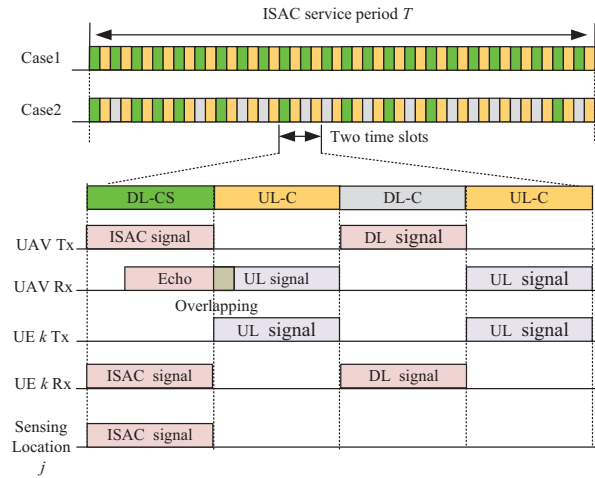 ISAC service period T
Case1
Case2
Two time slots
DL-CS UL-C DL-C UL-C
UAV Tx ISAC signal DL signal
UAV Rx Echo UL signal UL signal
Overlapping
UE k Tx UL signal UL signal
UE k Rx ISAC signal DL signal
Sensing
Location ISAC signal
j